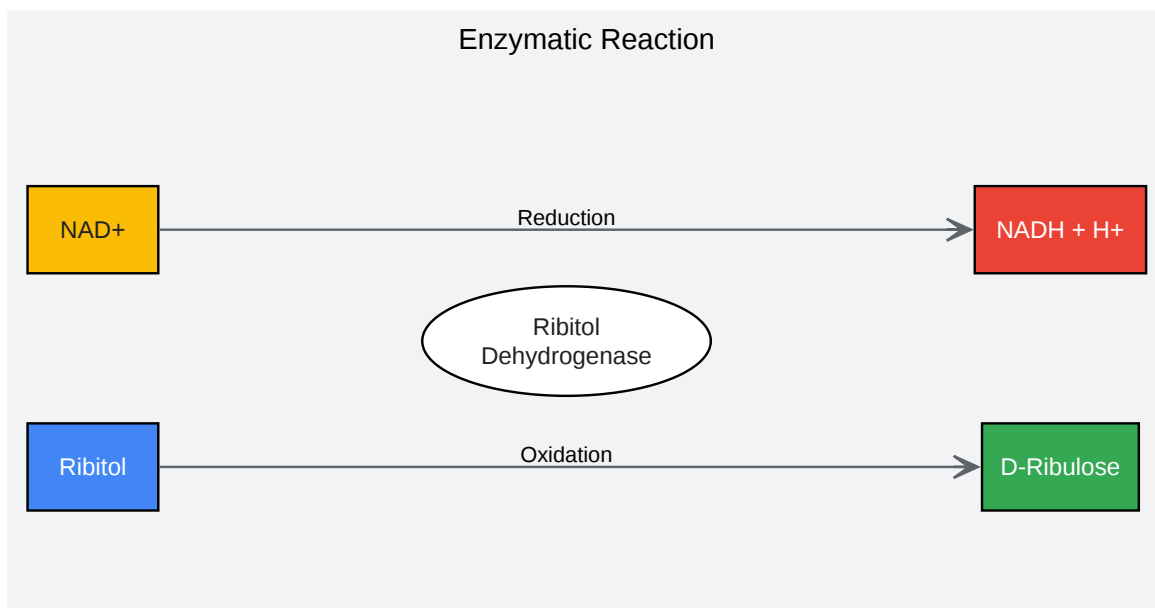 Enzymatic Reaction
NAD+
Reduction
NADH + H+
Ribitol
Dehydrogenase
Ribitol
Oxidation
D-Ribulose